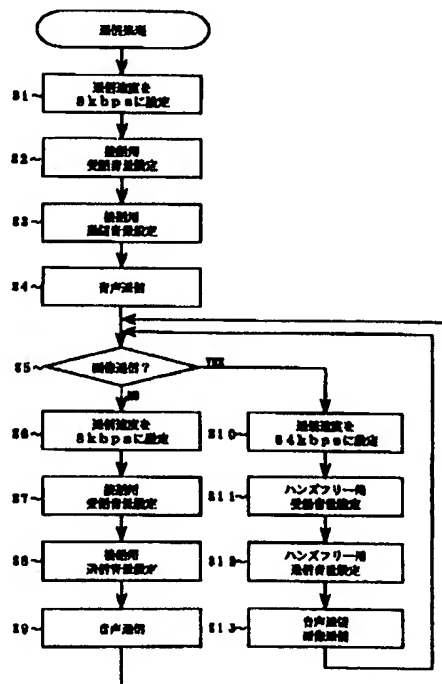 通信処理
S1
通信速度を
8kbpsに設定
S2
接話用
受話音量設定
S3
接話用
送話音量設定
S4
音声通信
S5
画像通信?
YES
NO
S6
通信速度を
8kbpsに設定
S7
接話用
受話音量設定
S8
接話用
送話音量設定
S9
音声通信
S10
通信速度を
64kbpsに設定
S11
ハンズフリー用
受話音量設定
S12
ハンズフリー用
送話音量設定
S13
音声通信
画像通信